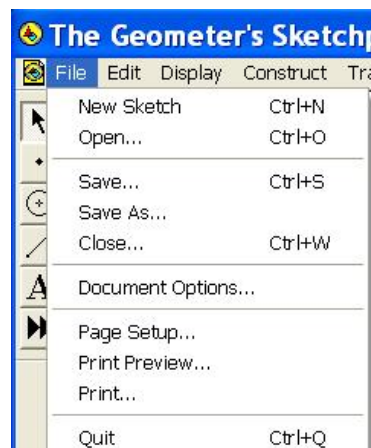 The Geometer's Sketchp
File Edit Display Construct Tra
New Sketch Ctrl+N
Open... Ctrl+O
Save... Ctrl+S
Save As...
Close... Ctrl+W
A
Document Options...
Page Setup...
Print Preview...
Print...
Quit Ctrl+Q